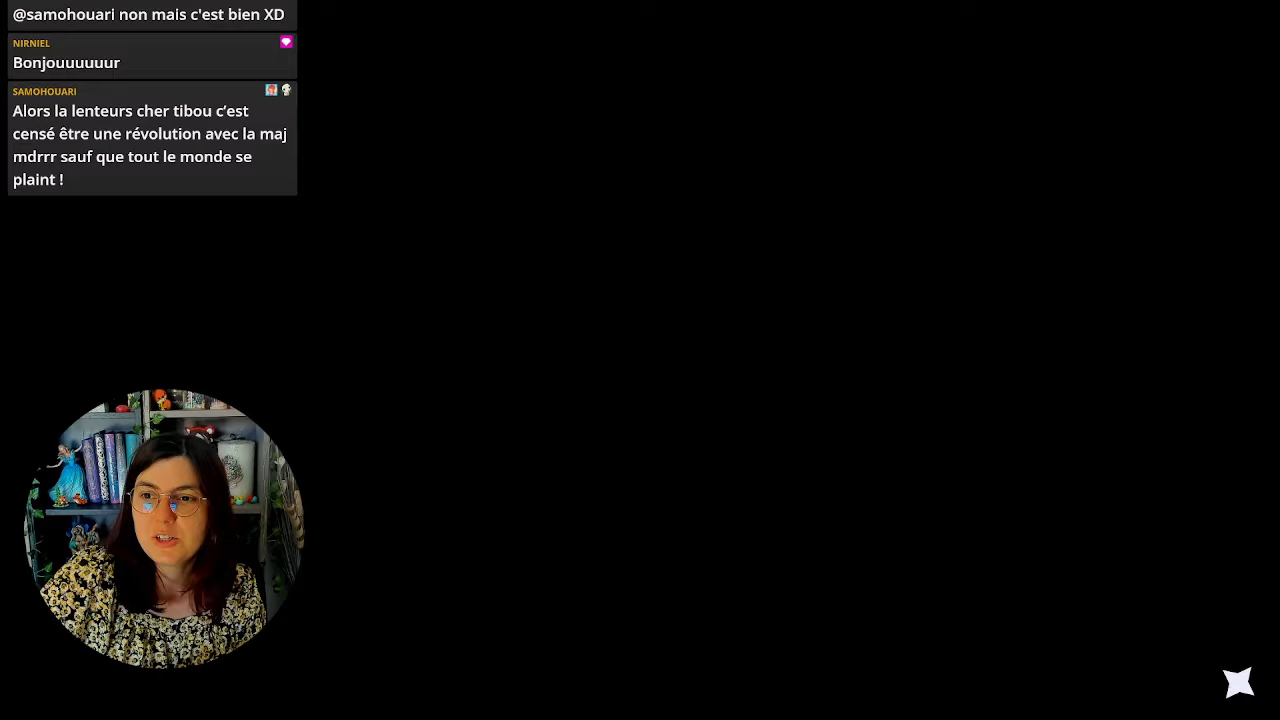 @samohouari non mais c'est bien XD
NIRNIEL
Bonjouuuuuur
SAMOHOUARI
Alors la lenteurs cher tibou c’est
censé être une révolution avec la maj
mdrrr sauf que tout le monde se
plaint !